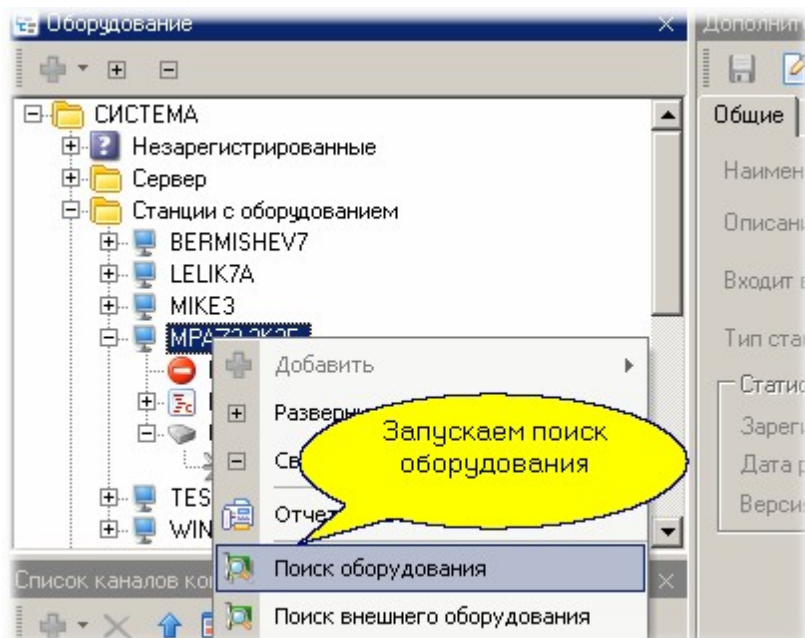 Оборудование
Дополнит
СИСТЕМА
Общие
Незарегистрированные
Сервер
Наимен
Станции с оборудованием
Описан
BERMISHEV7
LELIK7A
Входит в
MIKE3
Тип ста
Добавить
Статис
Запускаем поиск
оборудования
Зареги
Дата р
TES
Отчет
Версия
WIN
Список каналов ко
Поиск оборудования
Поиск внешнего оборудования